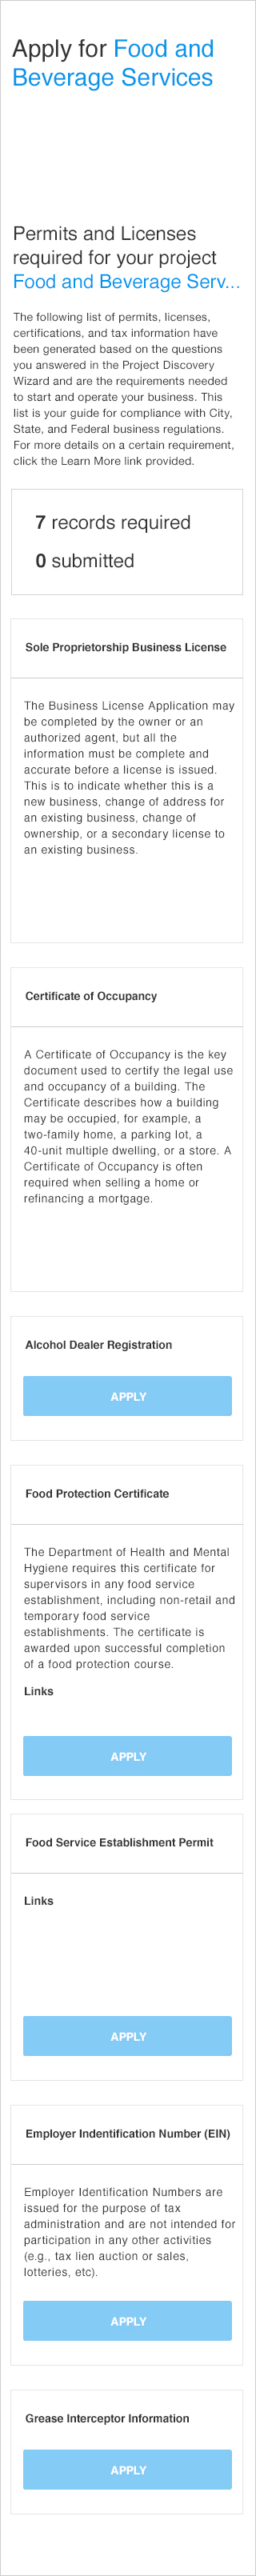 Apply for Food and
Beverage Services
Permits and Licenses
required for your project
Food and Beverage Serv...
The following list of permits, licenses,
certifications, and tax information have
been generated based on the questions
you answered in the Project Discovery
Wizard and are the requirements needed
to start and operate your business. This
list is your guide for compliance with City,
State, and Federal business regulations.
For more details on a certain requirement,
click the Learn More link provided.
7 records required
0 submitted
Sole Proprietorship Business License
The Business License Application may
be completed by the owner or an
authorized agent, but all the
information must be complete and
accurate before a license is issued.
This is to indicate whether this is a
new business, change of address for
an existing business, change of
ownership, or a secondary license to
an existing business.
Certificate of Occupancy
A Certificate of Occupancy is the key
document used to certify the legal use
and occupancy of a building. The
Certificate describes how a building
may be occupied, for example, a
two-family home, a parking lot, a
40-unit multiple dwelling, or a store. A
Certificate of Occupancy is often
required when selling a home or
refinancing a mortgage.
Alcohol Dealer Registration
APPLY
Food Protection Certificate
The Department of Health and Mental
Hygiene requires this certificate for
supervisors in any food service
establishment, including non-retail and
temporary food service
establishments. The certificate is
awarded upon successful completion
of a food protection course.
Links
APPLY
Food Service Establishment Permit
Links
APPLY
Employer Indentification Number (EIN)
Employer Identification Numbers are
issued for the purpose of tax
administration and are not intended for
participation in any other activities
(e.g., tax lien auction or sales,
lotteries, etc).
APPLY
Grease Interceptor Information
APPLY